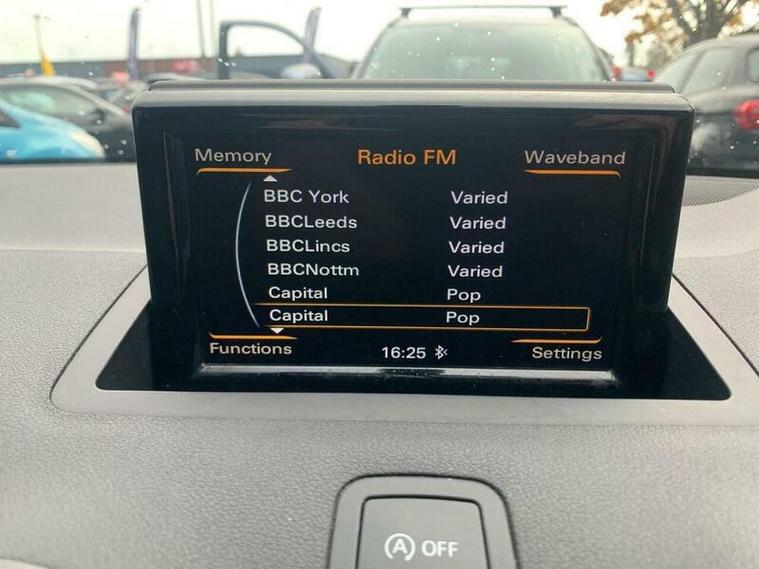 Memory Radio FM Waveband
BBC York Varied
BBCLeeds Varied
BBCLincs Varied
BBCNottm Varied
Capital Pop
Capital Pop
Functions 16:25 Settings
A OFF